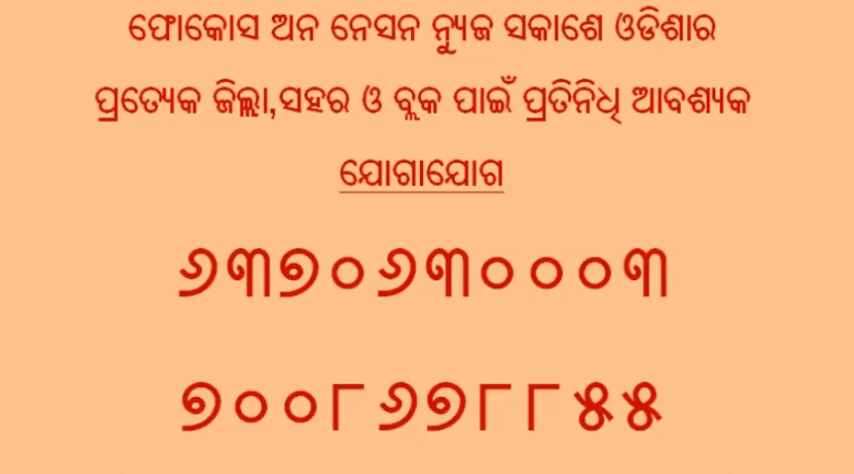 ଫୋକୋସ ଅନ ନେସନ ନ୍ୟୁଜ ସକାଶେ ଓଡିଶାର
ପ୍ରତ୍ୟେକ ଜିଲ୍ଲା,ସହର ଓ ବ୍ଲକ ପାଇଁ ପ୍ରତିନିଧି ଆବଶ୍ୟକ
ଯୋଗାଯୋଗ
୬୩୭୦୬୩୦୦୦୩
୭୦୦୮୬୭୮୮୫୫